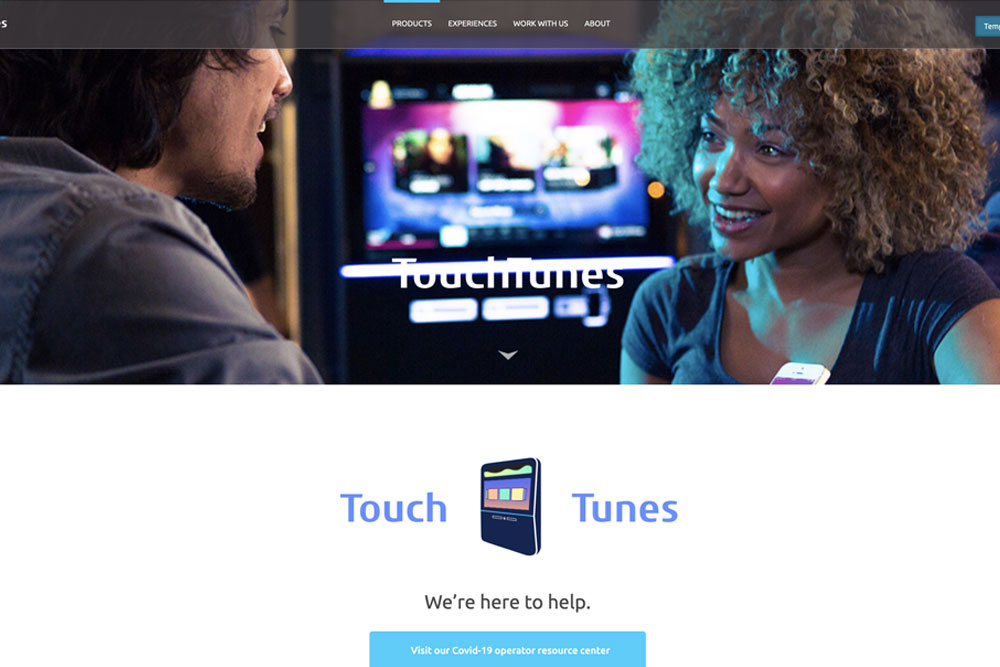 PRODUCTS EXPERIENCES WORK WITH US ABOUT
TouchTunes
Touch Tunes
We're here to help.
Visit our Covid-19 operator resource center